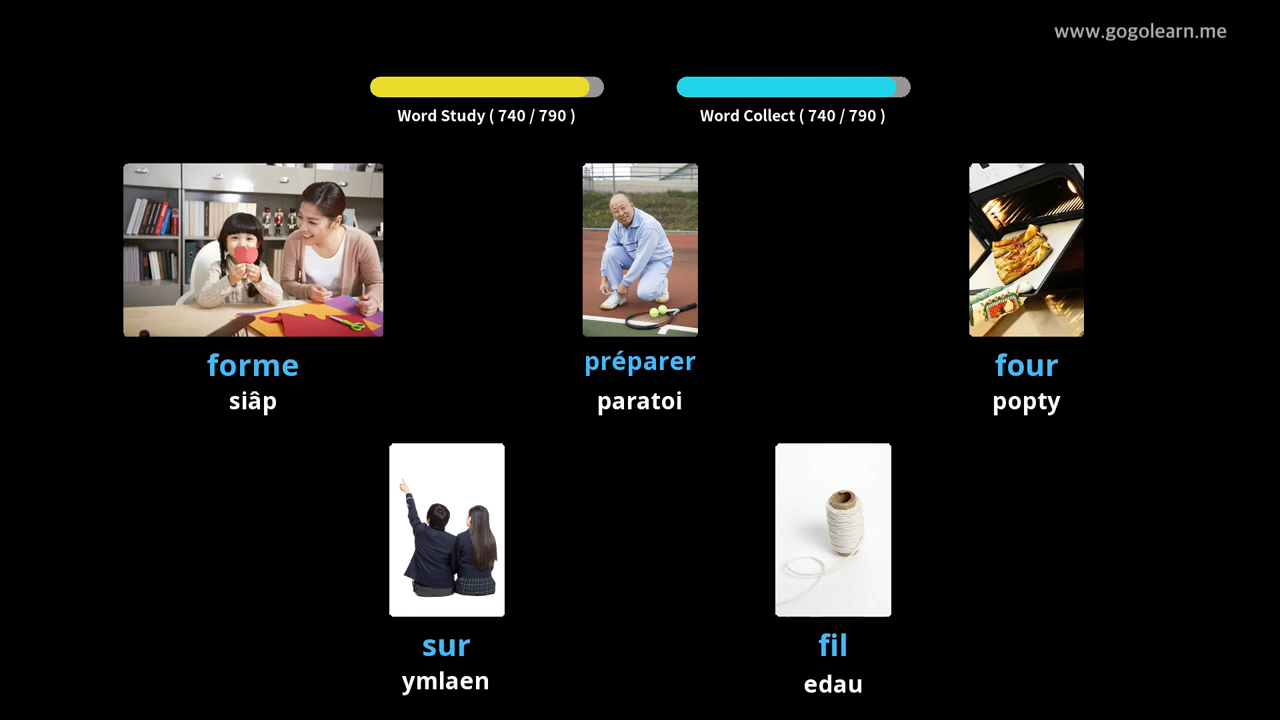 www.gogolearn.me
Word Study ( 740 / 790 )
Word Collect ( 740 / 790 )
forme
siâp
préparer
paratoi
four
popty
sur
ymlaen
fil
edau